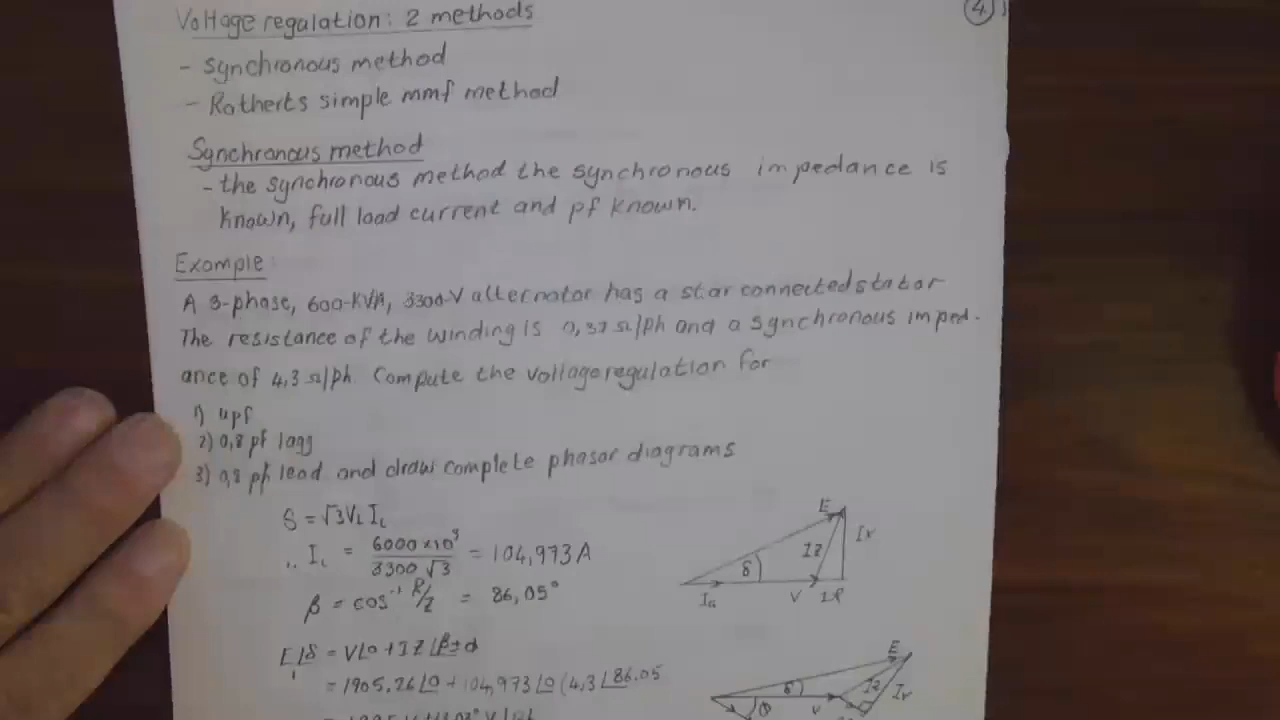 4
Voltage regulation: 2 methods
- synchronous method
- Rotherts simple mmf method
Synchronous method
- the synchronous method the synchronous impedance is
known, full load current and pf known.
Example:
A 3-phase, 600-KVA, 3300-V alternator has a star connected stator
The resistance of the winding is 0,37 Ω/ph and a synchronous imped-
ance of 4,3 Ω/ph. Compute the voltage regulation for
1) upf
2) 0,8 pf lagg
3) 0,8 pf lead and draw complete phasor diagrams
S = √3 VL IL
∴ IL = 6000 x10³ / 3300 √3 = 104,973 A
β = cos⁻¹ R/Z = 86,05°
E∠δ = V∠0 + IZ∠β±α
= 1905,26∠0 + 104,973∠0 (4,3∠86.05
E
Ix
IZ
δ
Ia
V
IR
E
δ
IZ
Ix
θ
V